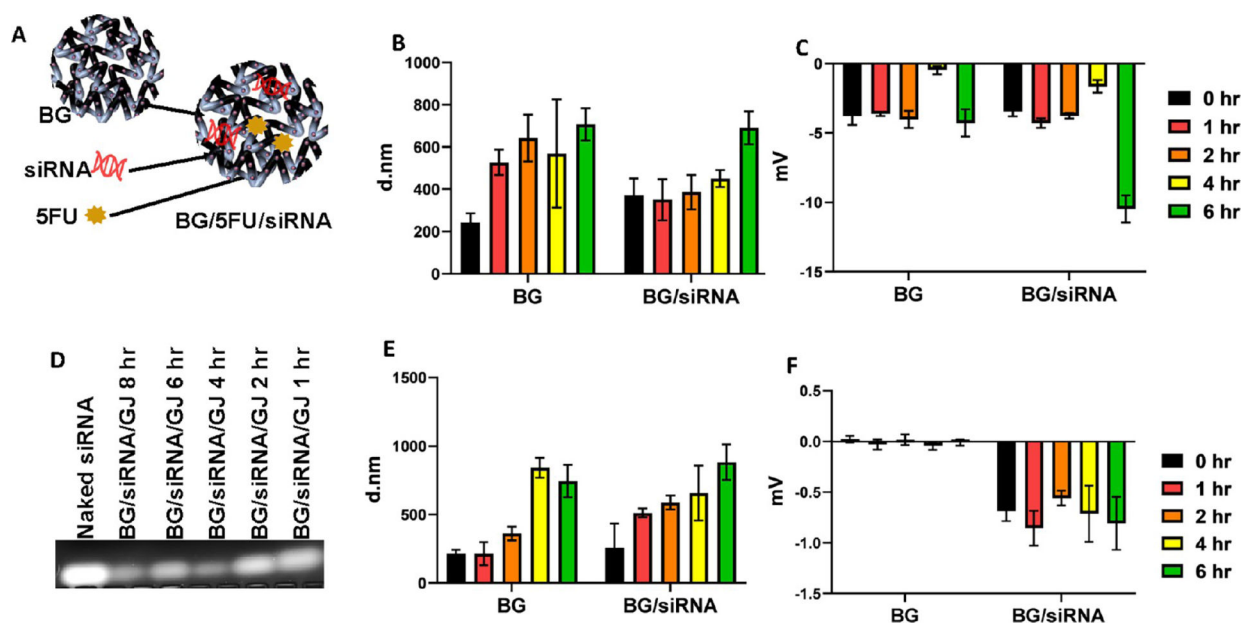 A
BG
siRNA
5FU
BG/5FU/siRNA
B
d.nm
1000
800
600
400
200
0
BG
BG/siRNA
C
mV
0
-5
-10
-15
BG
BG/siRNA
0 hr
1 hr
2 hr
4 hr
6 hr
D
Naked siRNA
BG/siRNA/GJ 8 hr
BG/siRNA/GJ 6 hr
BG/siRNA/GJ 4 hr
BG/siRNA/GJ 2 hr
BG/siRNA/GJ 1 hr
E
d.nm
1500
1000
500
0
BG
BG/siRNA
F
mV
0.5
0.0
-0.5
-1.0
-1.5
BG
BG/siRNA
0 hr
1 hr
2 hr
4 hr
6 hr